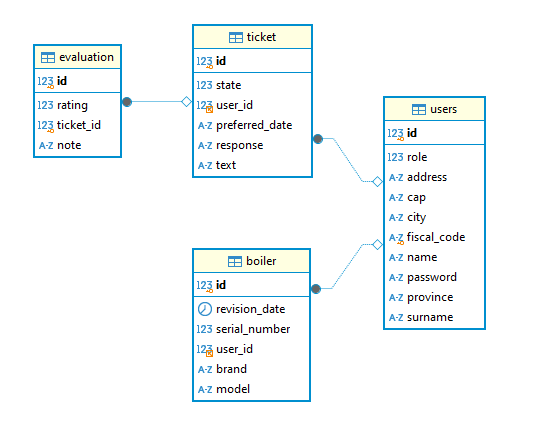 evaluation
123 id
123 rating
123 ticket_id
A-Z note
ticket
123 id
123 state
123 user_id
A-Z preferred_date
A-Z response
A-Z text
users
123 id
123 role
A-Z address
A-Z cap
A-Z city
A-Z fiscal_code
A-Z name
A-Z password
A-Z province
A-Z surname
boiler
123 id
revision_date
123 serial_number
123 user_id
A-Z brand
A-Z model